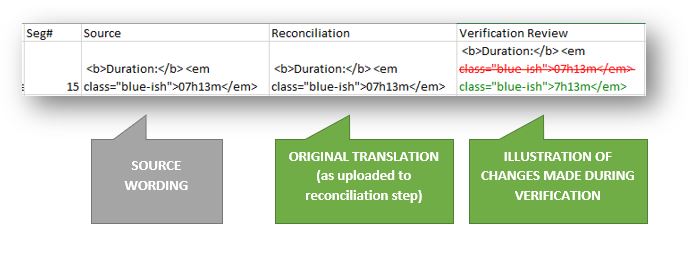 Seg# Source Reconciliation Verification Review
<b>Duration:</b> <em
<b>Duration:</b> <em <b>Duration:</b> <em class="blue-ish">07h13m</em>
15 class="blue-ish">07h13m</em> class="blue-ish">07h13m</em> class="blue-ish">7h13m</em>
SOURCE
WORDING
ORIGINAL TRANSLATION
(as uploaded to
reconciliation step)
ILLUSTRATION OF
CHANGES MADE DURING
VERIFICATION